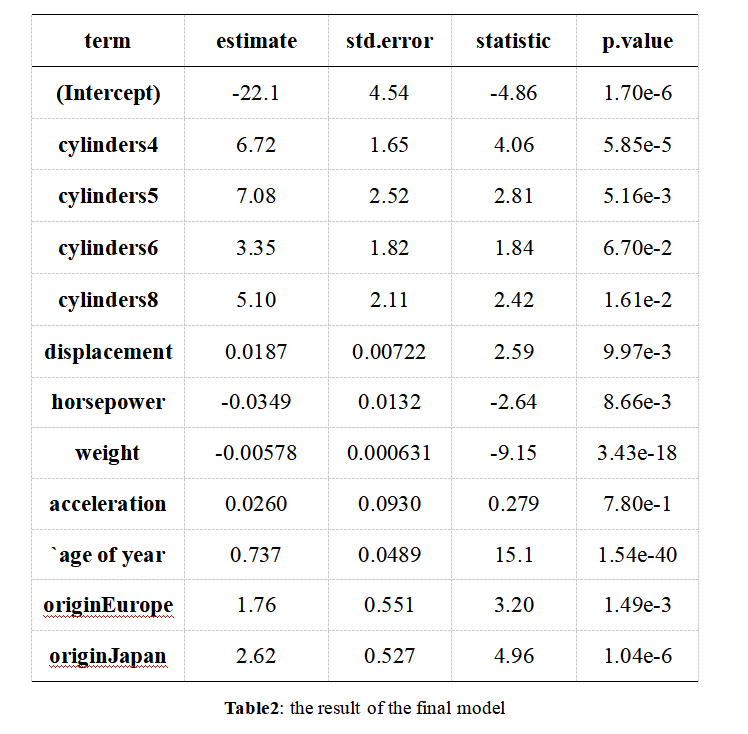 term estimate std.error statistic p.value
(Intercept) -22.1 4.54 -4.86 1.70e-6
cylinders4 6.72 1.65 4.06 5.85e-5
cylinders5 7.08 2.52 2.81 5.16e-3
cylinders6 3.35 1.82 1.84 6.70e-2
cylinders8 5.10 2.11 2.42 1.61e-2
displacement 0.0187 0.00722 2.59 9.97e-3
horsepower -0.0349 0.0132 -2.64 8.66e-3
weight -0.00578 0.000631 -9.15 3.43e-18
acceleration 0.0260 0.0930 0.279 7.80e-1
`age of year 0.737 0.0489 15.1 1.54e-40
originEurope 1.76 0.551 3.20 1.49e-3
originJapan 2.62 0.527 4.96 1.04e-6
Table2: the result of the final model